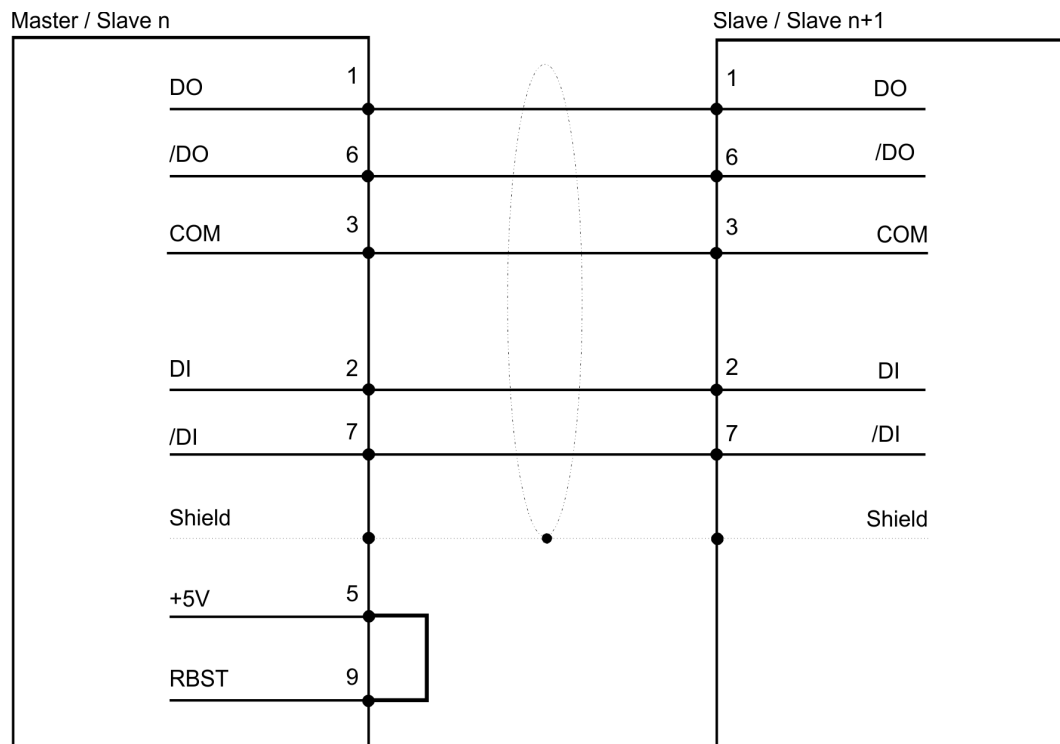 Master / Slave n Slave / Slave n+1
DO 1 1 DO
/DO 6 6 /DO
COM 3 3 COM
DI 2 2 DI
/DI 7 7 /DI
Shield Shield
+5V 5
RBST 9